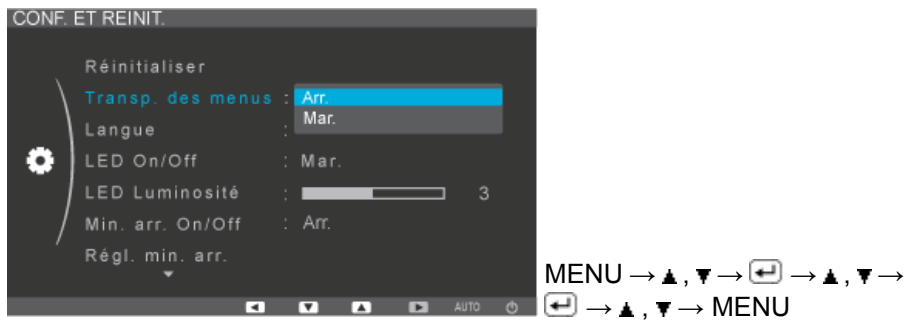 CONF. ET REINIT.
Réinitialiser
Transp. des menus : Arr.
Mar.
Langue :
LED On/Off : Mar.
LED Luminosité : 3
Min. arr. On/Off : Arr.
Régl. min. arr.
AUTO
MENU → ▲ , ▼ → ↵ → ▲ , ▼ →
↵ → ▲ , ▼ → MENU